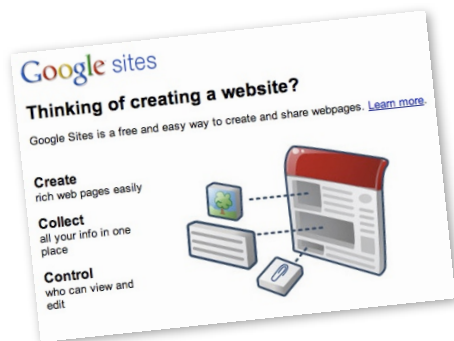 Google sites
Thinking of creating a website?
Google Sites is a free and easy way to create and share webpages. Learn more.
Create
rich web pages easily
Collect
all your info in one
place
Control
who can view and
edit